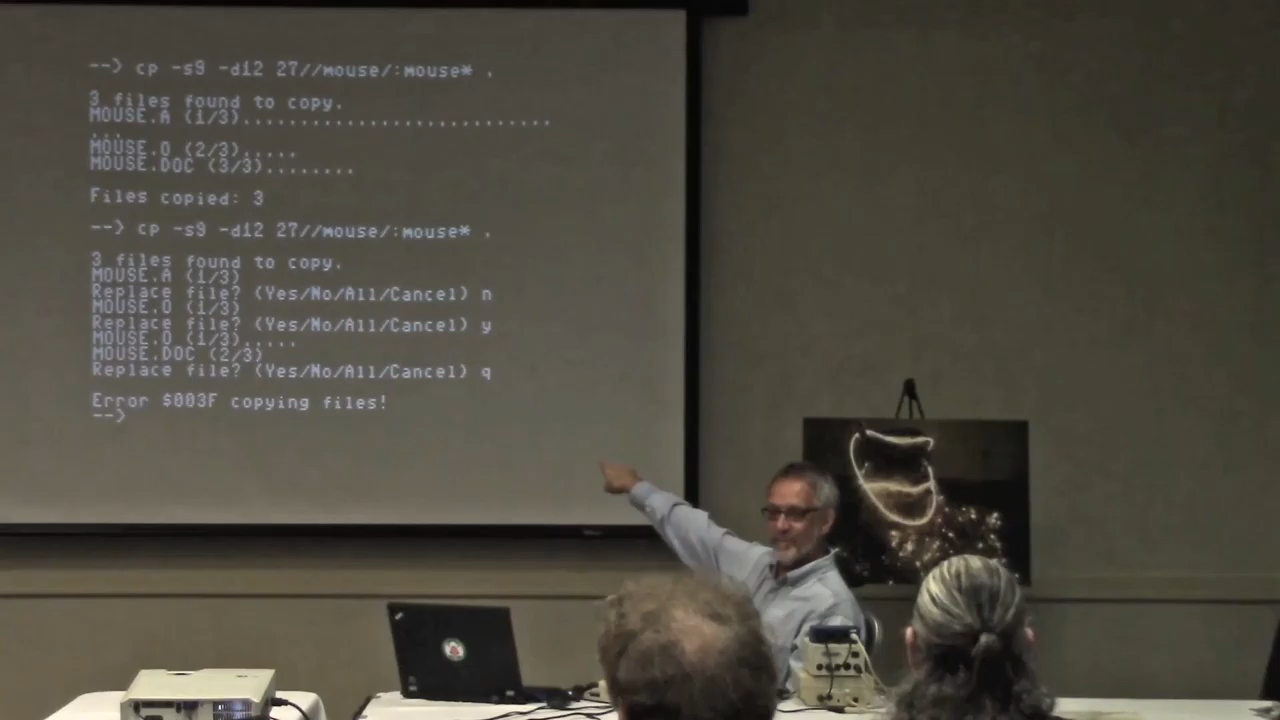 --> cp -s9 -d12 27//mouse/:mouse* .
3 files found to copy.
MOUSE.A (1/3)...........................
...
MOUSE.O (2/3).....
MOUSE.DOC (3/3)........
Files copied: 3
--> cp -s9 -d12 27//mouse/:mouse* .
3 files found to copy.
MOUSE.A (1/3)
Replace file? (Yes/No/All/Cancel) n
MOUSE.O (1/3)
Replace file? (Yes/No/All/Cancel) y
MOUSE.O (1/3).....
MOUSE.DOC (2/3)
Replace file? (Yes/No/All/Cancel) q
Error $003F copying files!
-->